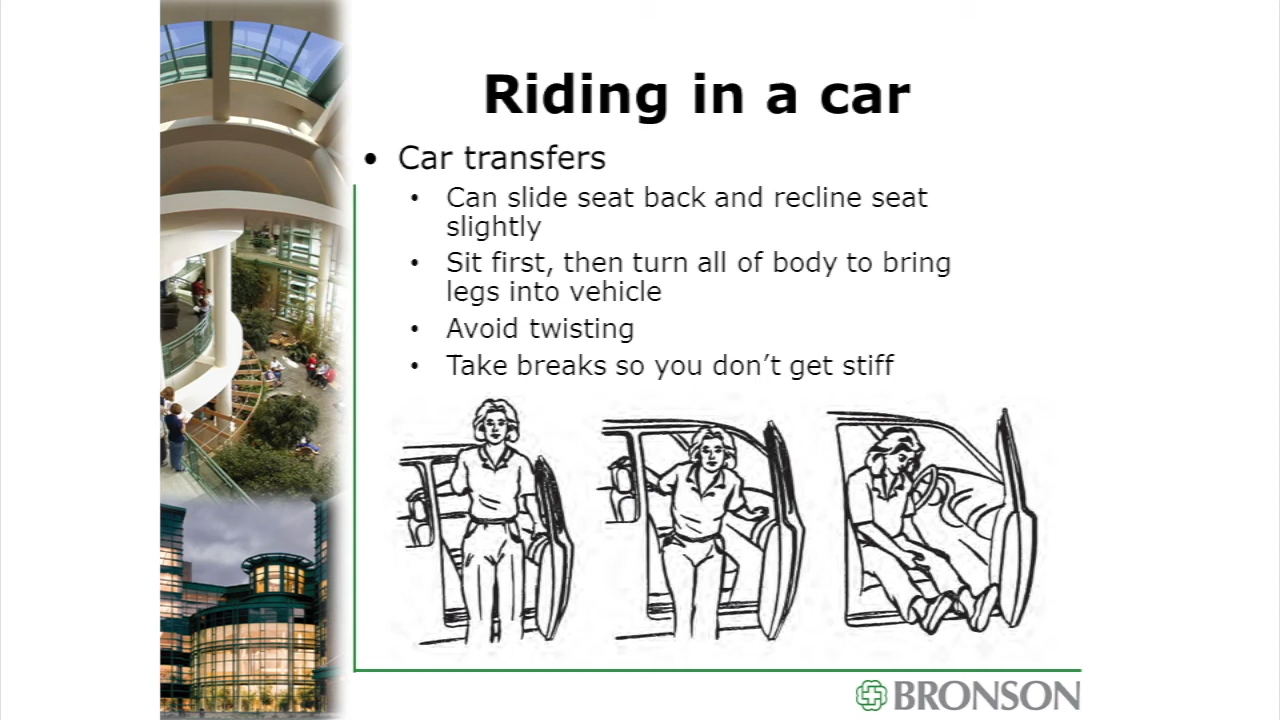 Riding in a car
• Car transfers
• Can slide seat back and recline seat
slightly
• Sit first, then turn all of body to bring
legs into vehicle
• Avoid twisting
• Take breaks so you don’t get stiff
BRONSON